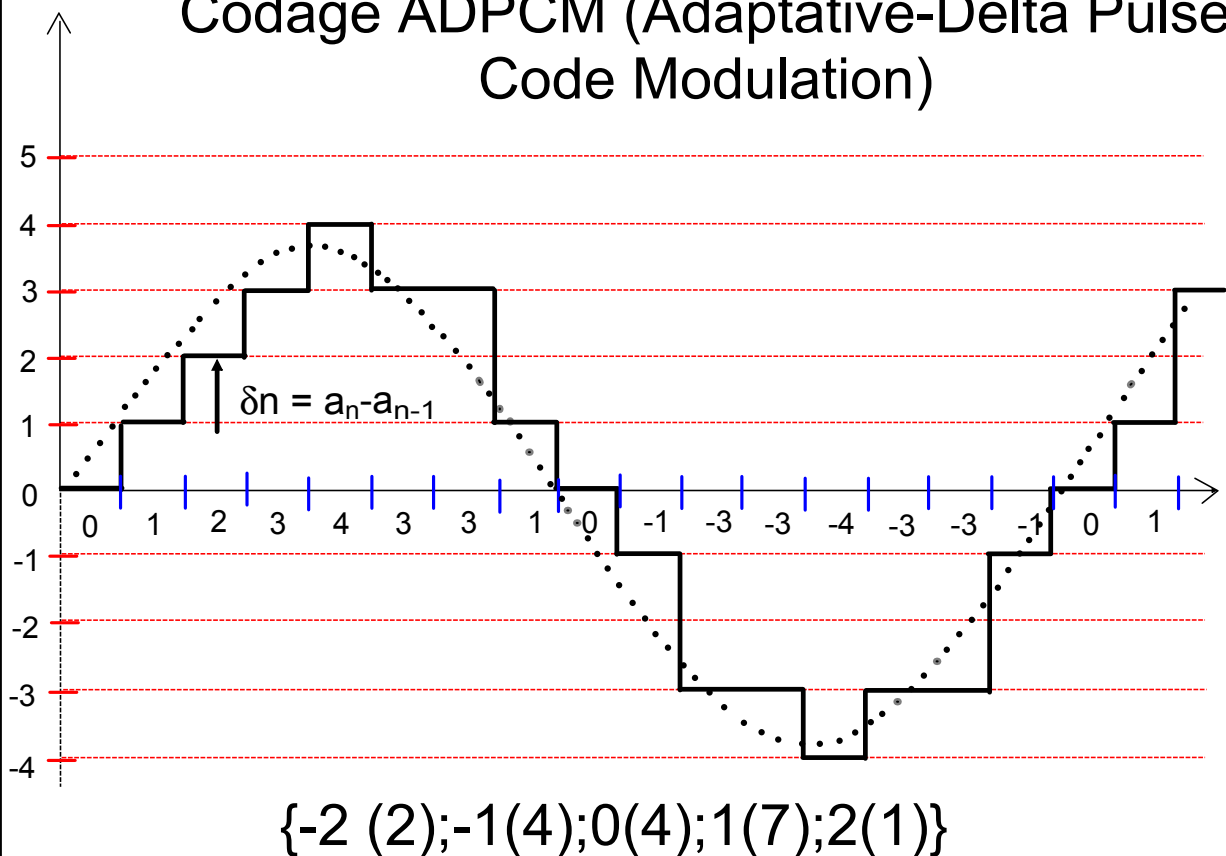 Codage ADPCM (Adaptative-Delta Pulse
Code Modulation)
5
4
3
2
δn = aₙ-aₙ₋₁
1
0
0 1 2 3 4 3 3 1 0 -1 -3 -3 -4 -3 -3 -1 0 1
-1
-2
-3
-4
{-2 (2);-1(4);0(4);1(7);2(1)}